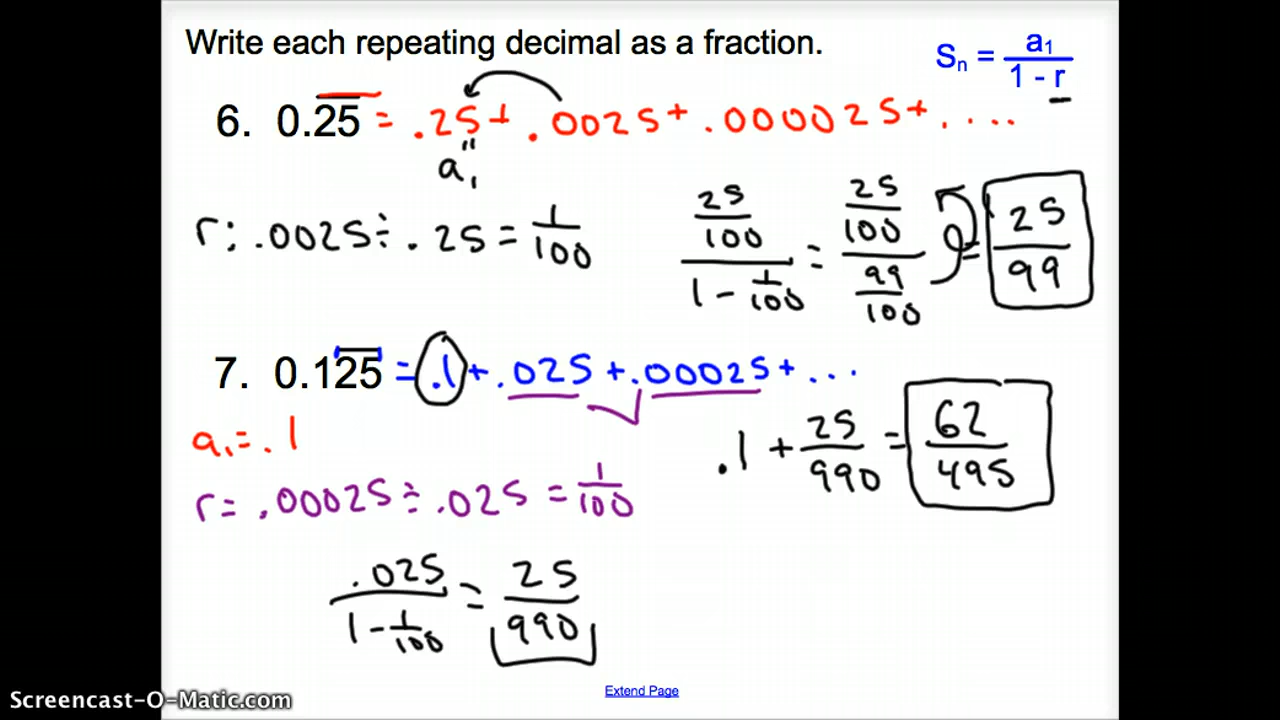 Write each repeating decimal as a fraction.
Sn = a1 / 1 - r
6. 0.25 = .25 + .0025 + .000025 + ....
a1
r: .0025 ÷ .25 = 1/100
25/100 / 1 - 1/100 = 25/100 / 99/100 = 25/99
7. 0.125 = .1 + .025 + .00025 + ...
a1 = .1
.1 + 25/990 = 62/495
r = .00025 ÷ .025 = 1/100
.025 / 1 - 1/100 = 25/990
Extend Page
Screencast-O-Matic.com